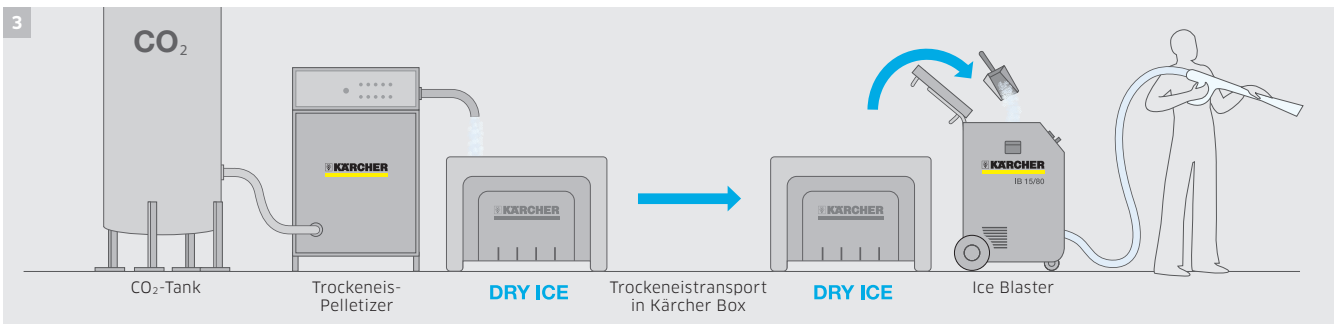 3
CO₂
KÄRCHER
KÄRCHER
KÄRCHER
KÄRCHER
IB 15/80
CO₂-Tank
Trockeneis-
Pelletizer
DRY ICE
Trockeneistransport
in Kärcher Box
DRY ICE
Ice Blaster